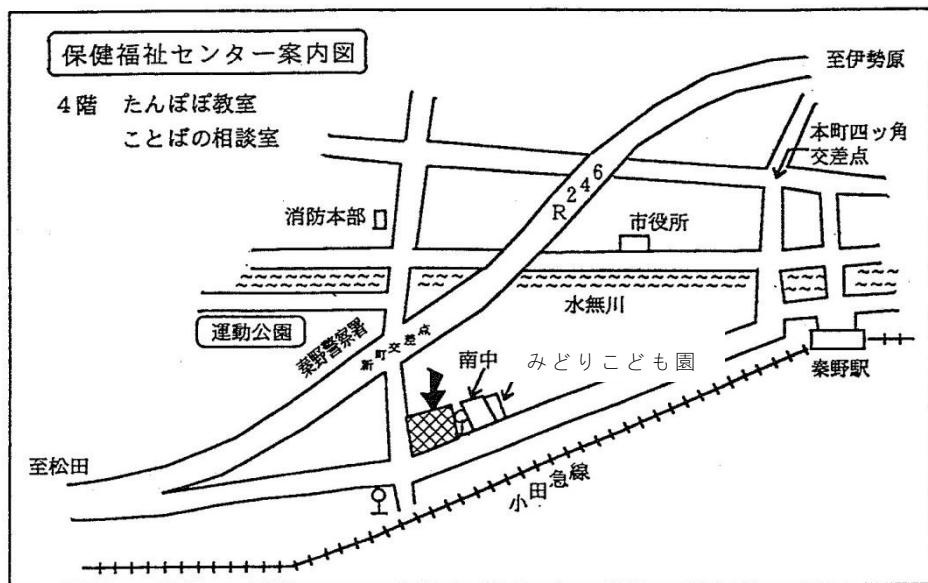 保健福祉センター案内図
4階 たんぽぽ教室
ことばの相談室
至伊勢原
本町四ッ角
交差点
R246
消防本部
市役所
水無川
運動公園
秦野警察署
新町交差点
南中
みどりこども園
秦野駅
至松田
小田急線